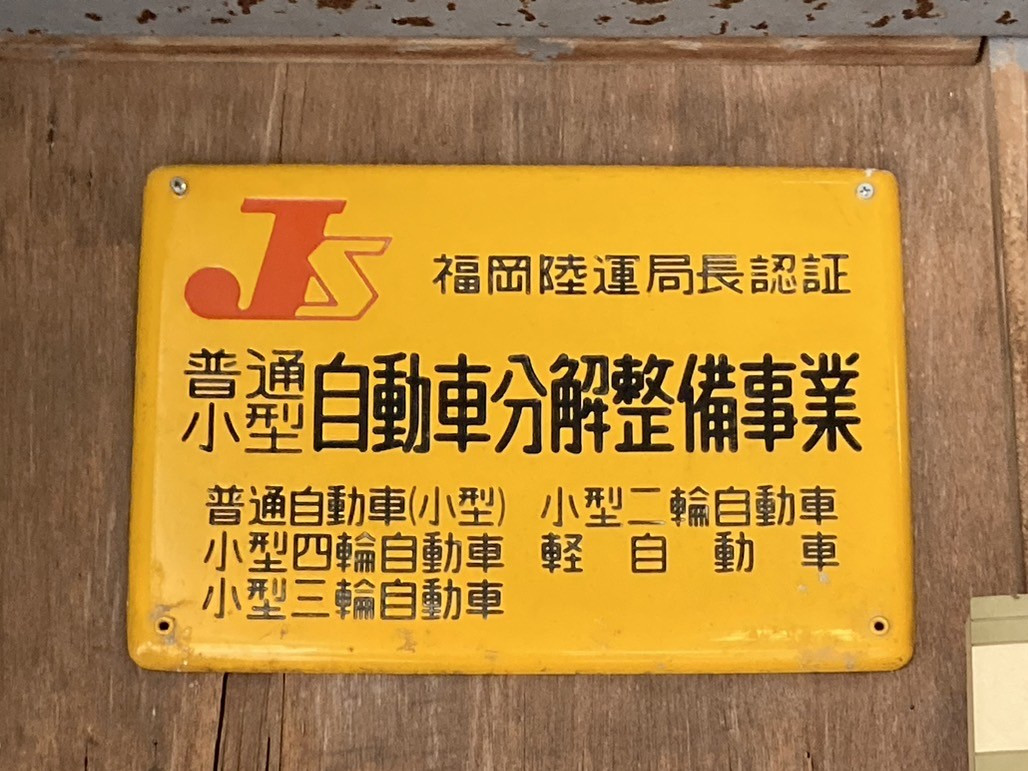 JS
福岡陸運局長認証
普通
小型
自動車分解整備事業
普通自動車(小型) 小型二輪自動車
小型四輪自動車 軽自動車
小型三輪自動車